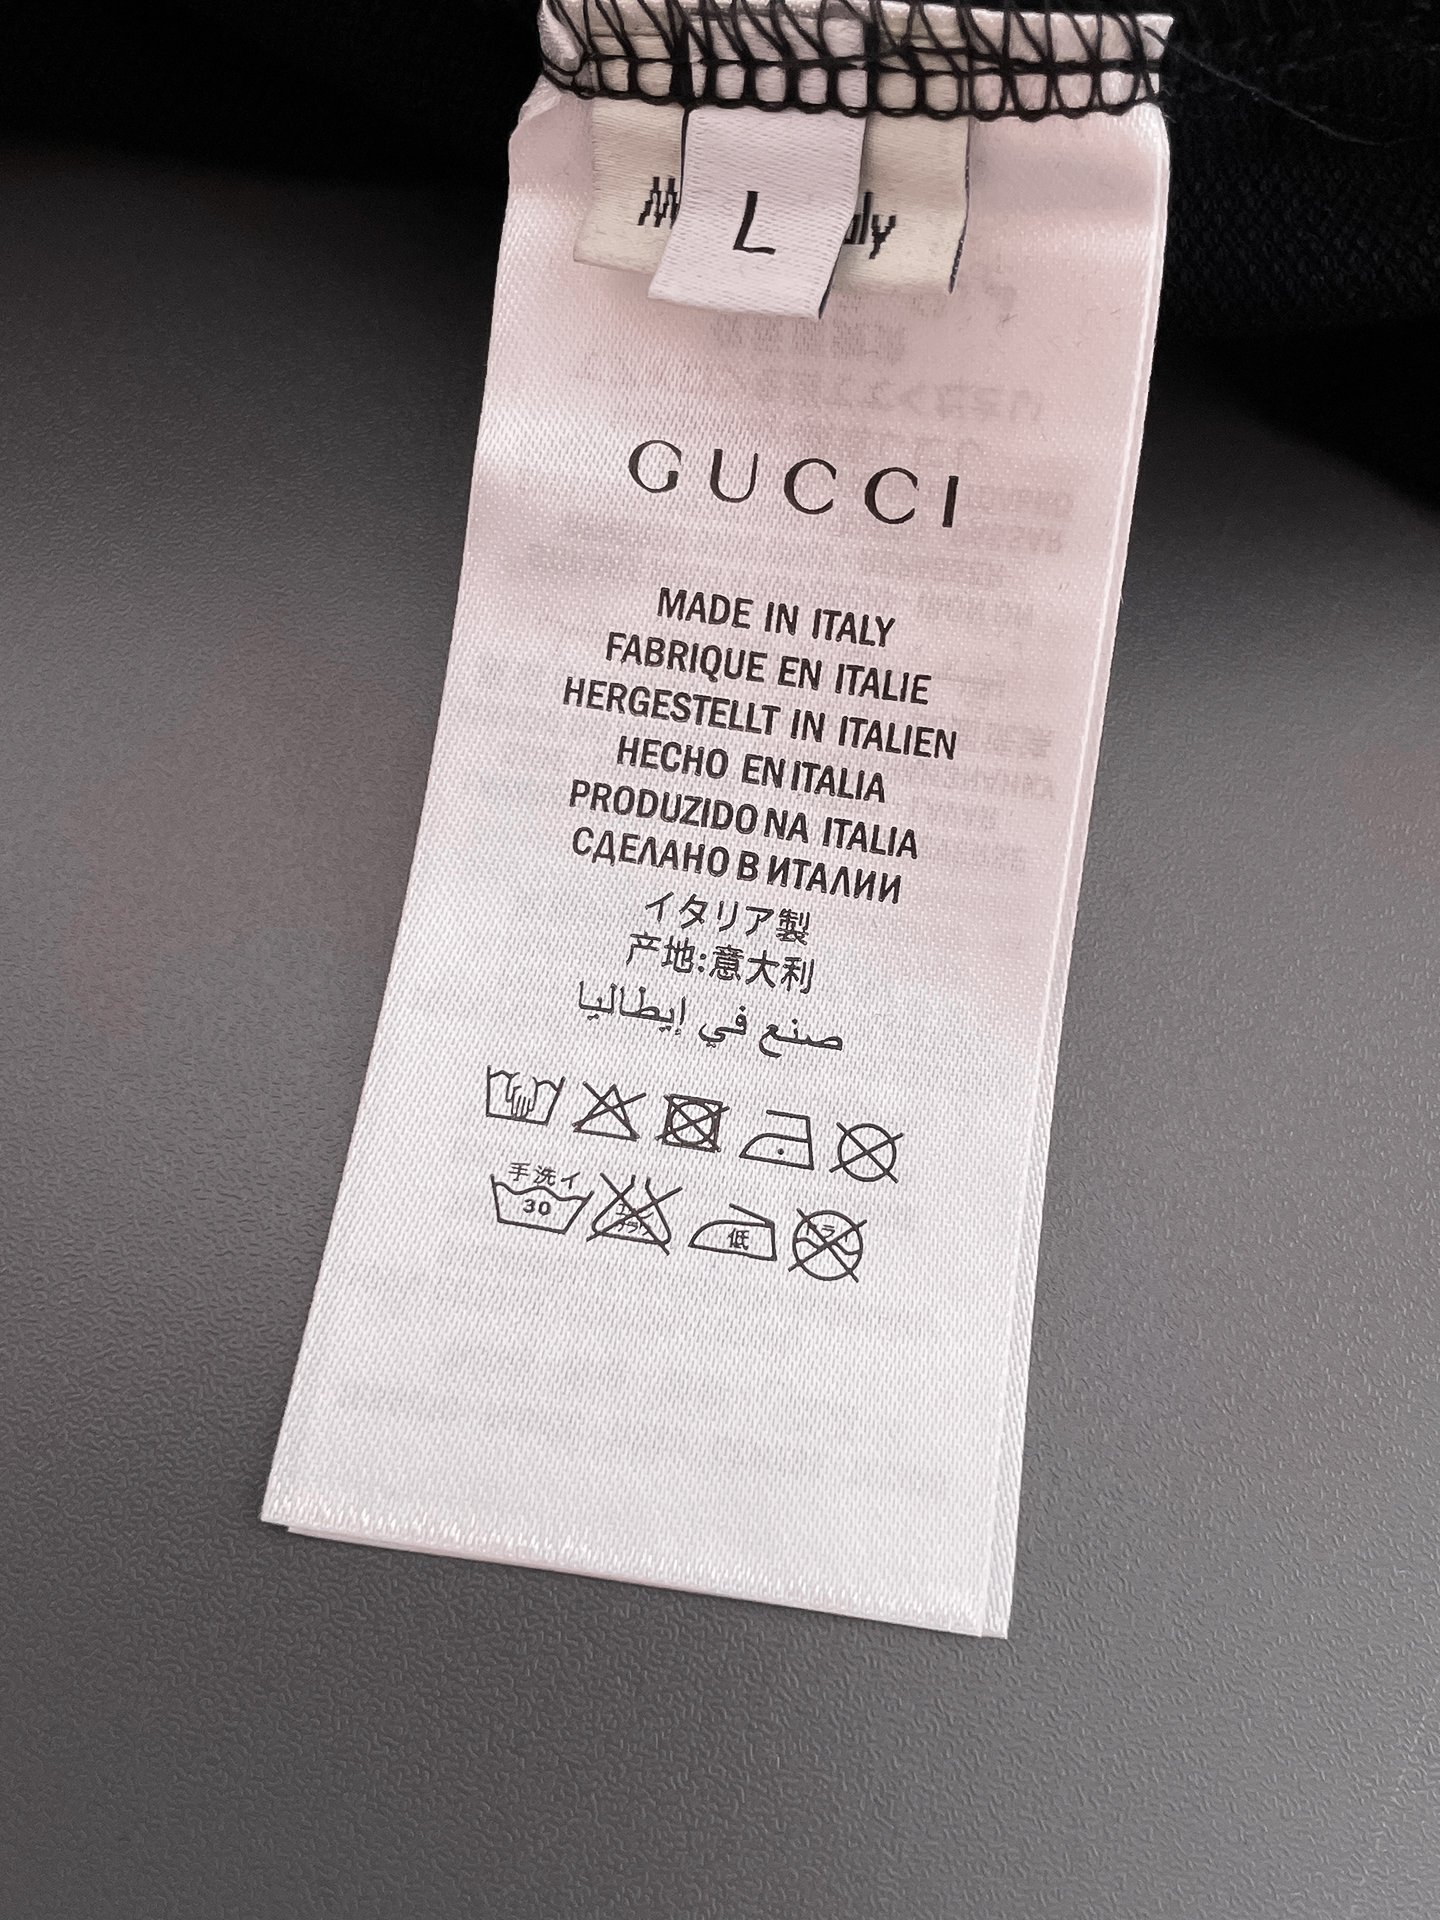 L
GUCCI
MADE IN ITALY
FABRIQUE EN ITALIE
HERGESTELLT IN ITALIEN
HECHO EN ITALIA
PRODUZIDO NA ITALIA
СДЕЛАНО В ИТАЛИИ
イタリア製
产地:意大利
صنع في إيطاليا
手洗イ
30
低